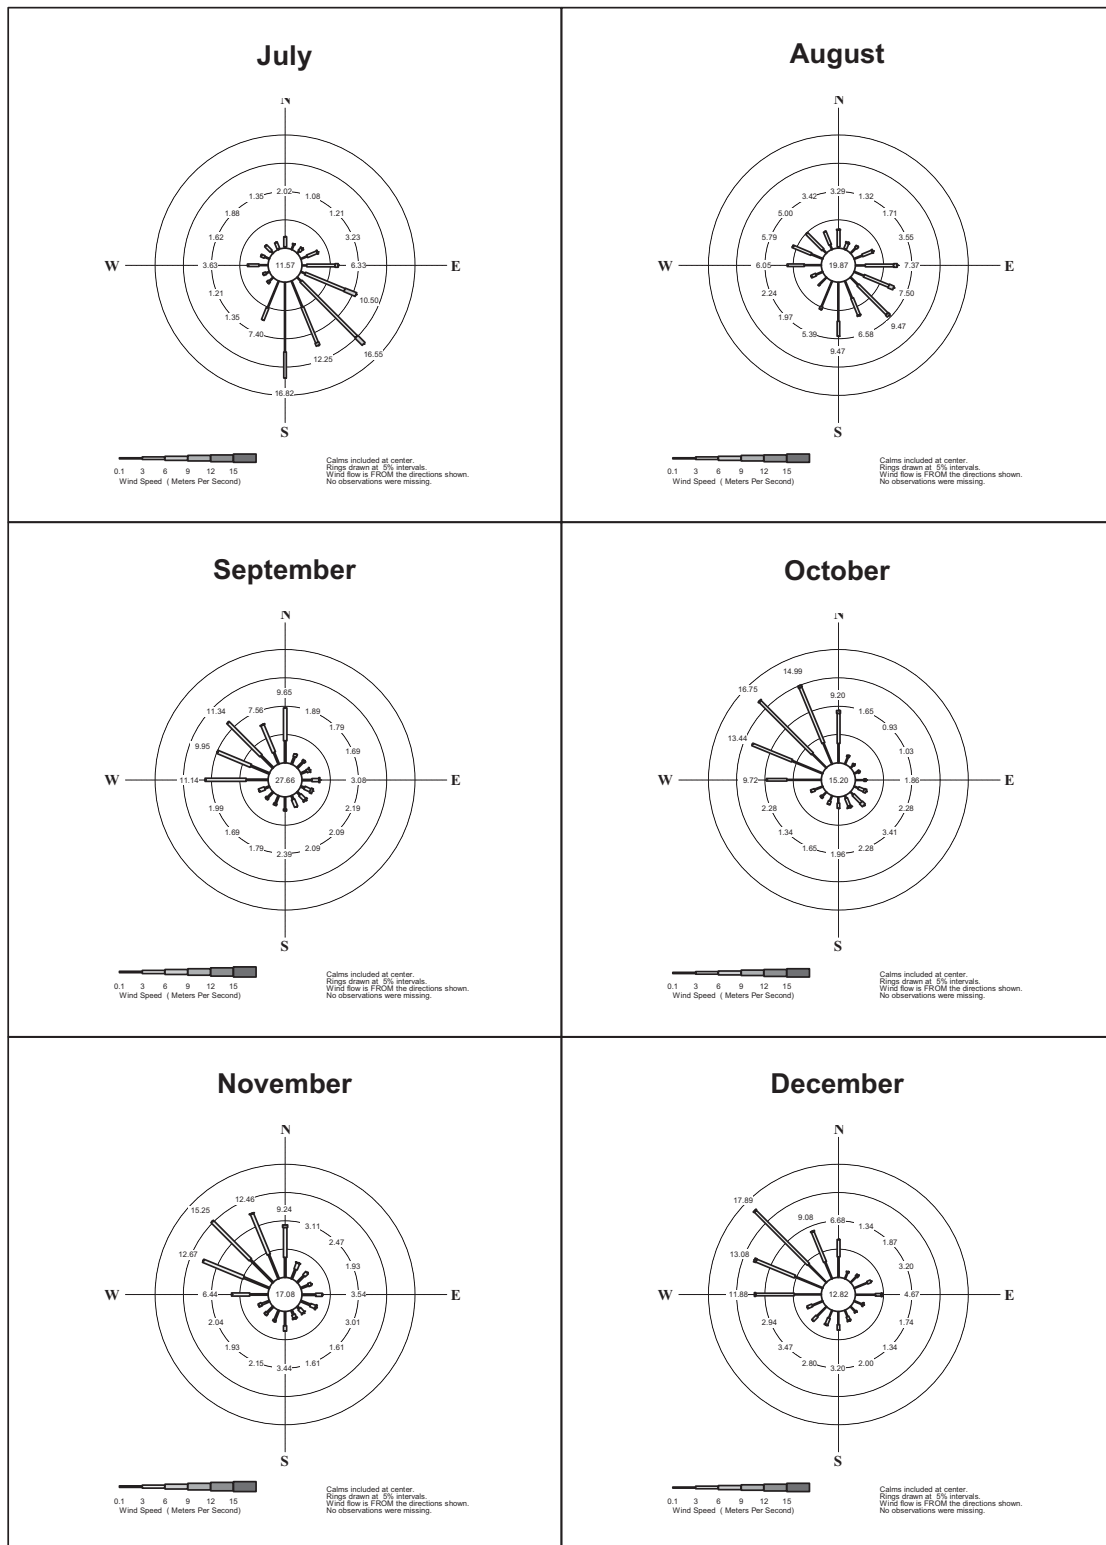 July
N
1.35 2.02 1.08
1.88 1.21
1.62 3.23
W 3.63 11.57 6.33 E
1.21 10.50
1.35 16.55
7.40 12.25
16.82
S
0.1 3 6 9 12 15
Wind Speed ( Meters Per Second)
Calms included at center.
Rings drawn at 5% intervals.
Wind flow is FROM the directions shown.
No observations were missing.
August
N
3.42 3.29 1.32
5.00 1.71
5.79 3.55
W 6.05 19.87 7.37 E
2.24 7.50
1.97 9.47
5.39 6.58
9.47
S
0.1 3 6 9 12 15
Wind Speed ( Meters Per Second)
Calms included at center.
Rings drawn at 5% intervals.
Wind flow is FROM the directions shown.
No observations were missing.
September
N
9.65
11.34 7.56 1.89
1.79
9.95 1.69
W 11.14 27.66 3.08 E
1.99 2.19
1.69 2.09
1.79 2.39 2.09
S
0.1 3 6 9 12 15
Wind Speed ( Meters Per Second)
Calms included at center.
Rings drawn at 5% intervals.
Wind flow is FROM the directions shown.
No observations were missing.
October
N
14.99
16.75 9.20 1.65
0.93
13.44 1.03
W 9.72 15.20 1.86 E
2.28 2.28
1.34 3.41
1.65 1.96 2.28
S
0.1 3 6 9 12 15
Wind Speed ( Meters Per Second)
Calms included at center.
Rings drawn at 5% intervals.
Wind flow is FROM the directions shown.
No observations were missing.
November
N
12.46
15.25 9.24 3.11
2.47
12.67 1.93
W 6.44 17.08 3.54 E
2.04 3.01
1.93 1.61
2.15 3.44 1.61
S
0.1 3 6 9 12 15
Wind Speed ( Meters Per Second)
Calms included at center.
Rings drawn at 5% intervals.
Wind flow is FROM the directions shown.
No observations were missing.
December
N
17.89
9.08 6.68 1.34
1.87
13.08 3.20
W 11.88 12.82 4.67 E
2.94 1.74
3.47 1.34
2.80 3.20 2.00
S
0.1 3 6 9 12 15
Wind Speed ( Meters Per Second)
Calms included at center.
Rings drawn at 5% intervals.
Wind flow is FROM the directions shown.
No observations were missing.